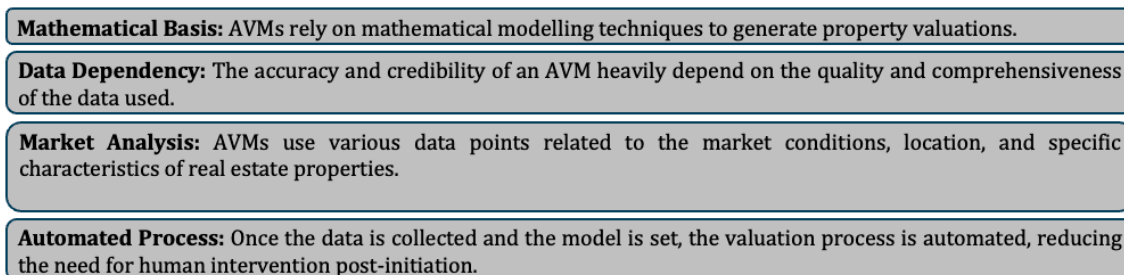 Mathematical Basis: AVMs rely on mathematical modelling techniques to generate property valuations.
Data Dependency: The accuracy and credibility of an AVM heavily depend on the quality and comprehensiveness
of the data used.
Market Analysis: AVMs use various data points related to the market conditions, location, and specific
characteristics of real estate properties.
Automated Process: Once the data is collected and the model is set, the valuation process is automated, reducing
the need for human intervention post-initiation.